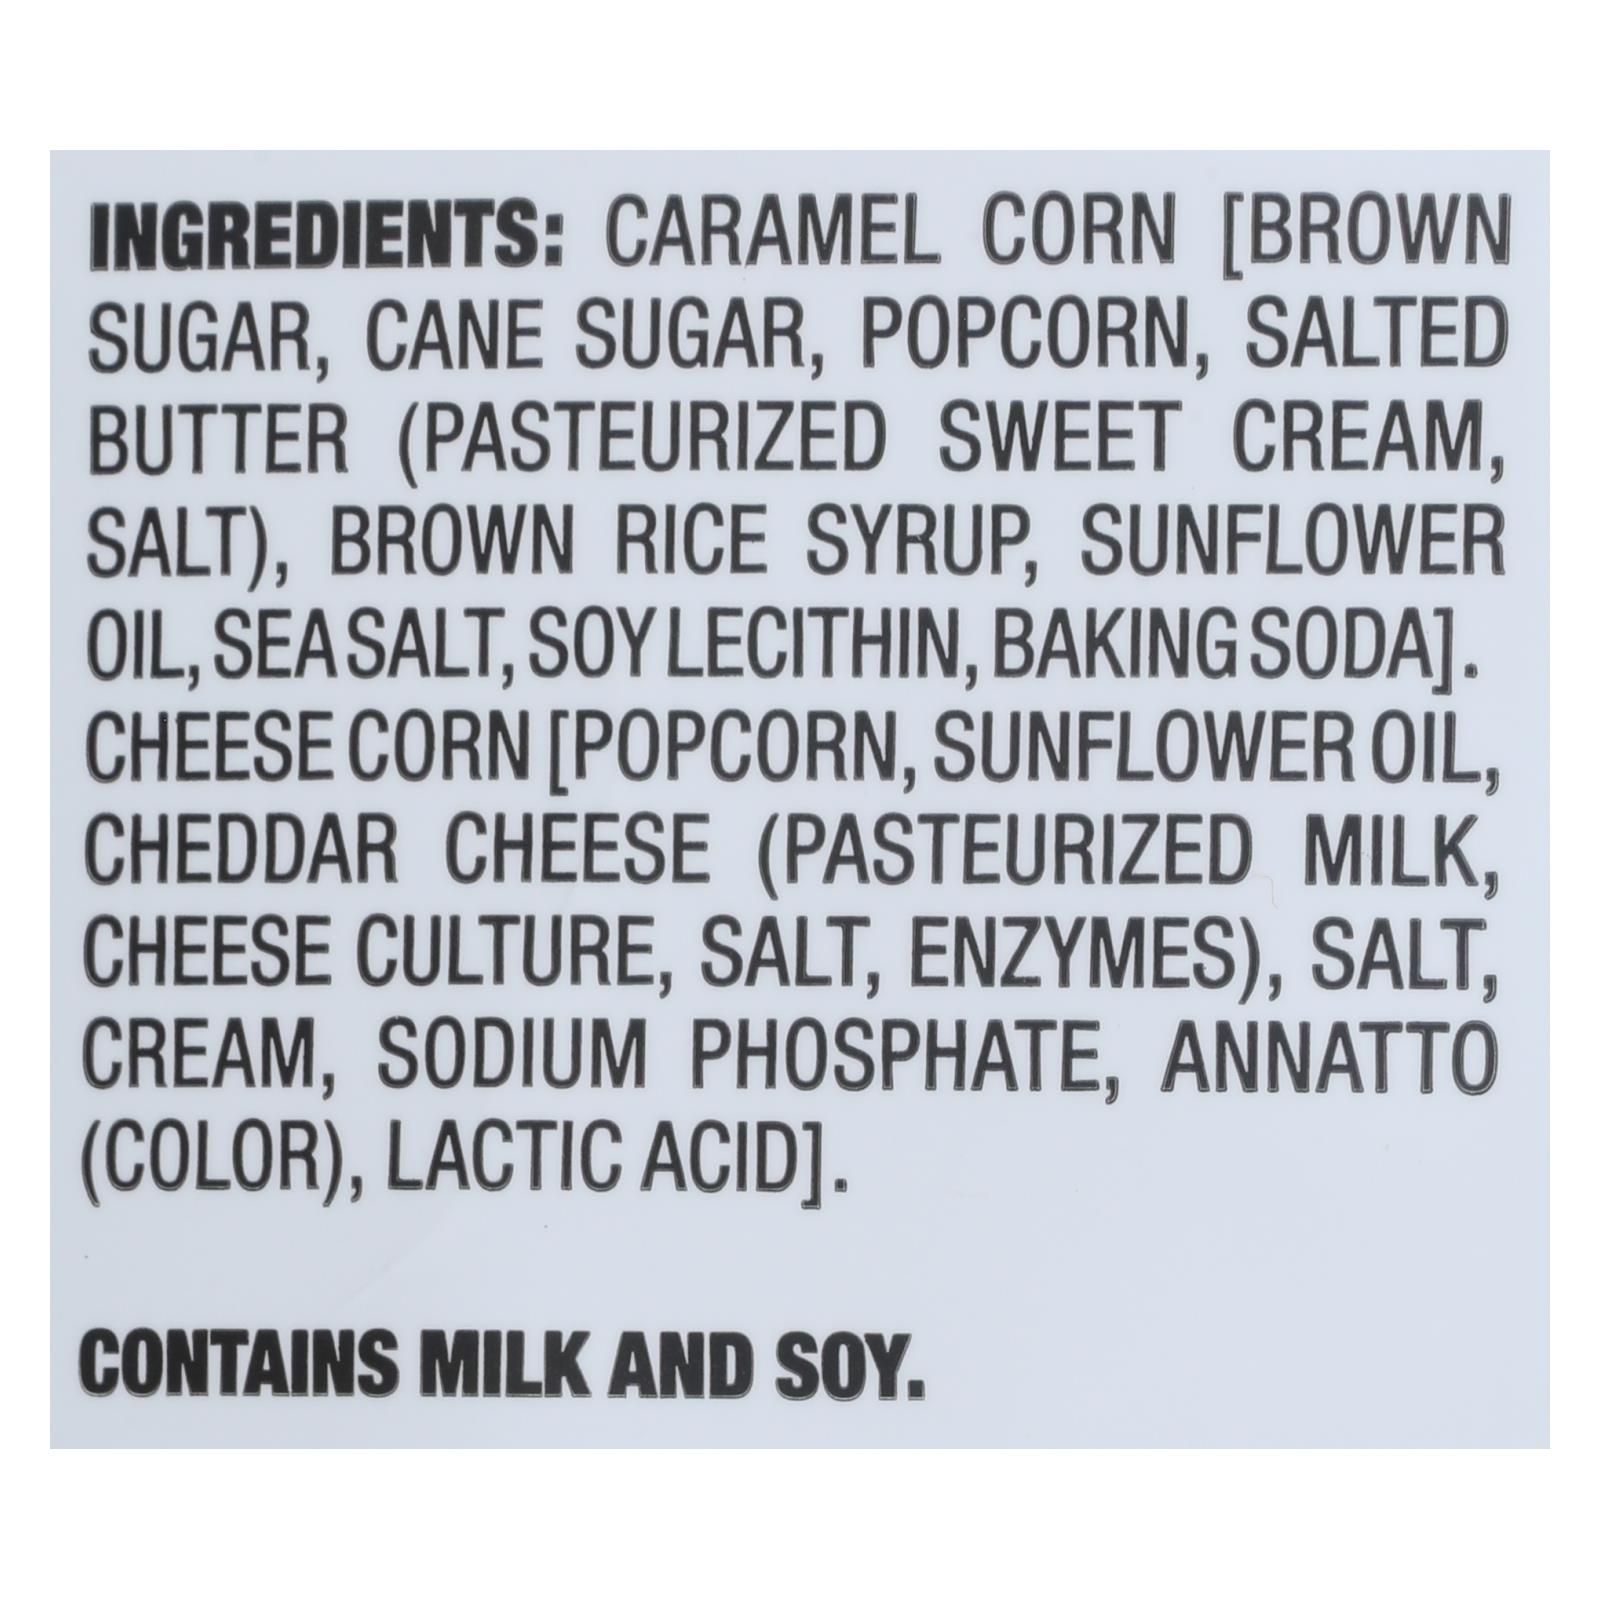 INGREDIENTS: CARAMEL CORN [BROWN
SUGAR, CANE SUGAR, POPCORN, SALTED
BUTTER (PASTEURIZED SWEET CREAM,
SALT), BROWN RICE SYRUP, SUNFLOWER
OIL, SEA SALT, SOY LECITHIN, BAKING SODA].
CHEESE CORN [POPCORN, SUNFLOWER OIL,
CHEDDAR CHEESE (PASTEURIZED MILK,
CHEESE CULTURE, SALT, ENZYMES), SALT,
CREAM, SODIUM PHOSPHATE, ANNATTO
(COLOR), LACTIC ACID].
CONTAINS MILK AND SOY.